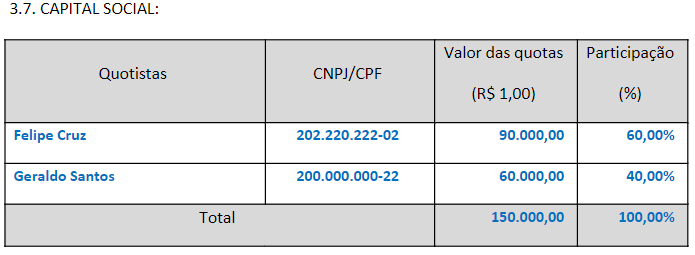 3.7. CAPITAL SOCIAL:
Quotistas CNPJ/CPF Valor das quotas (R$ 1,00) Participação (%)
Felipe Cruz 202.220.222-02 90.000,00 60,00%
Geraldo Santos 200.000.000-22 60.000,00 40,00%
Total 150.000,00 100,00%